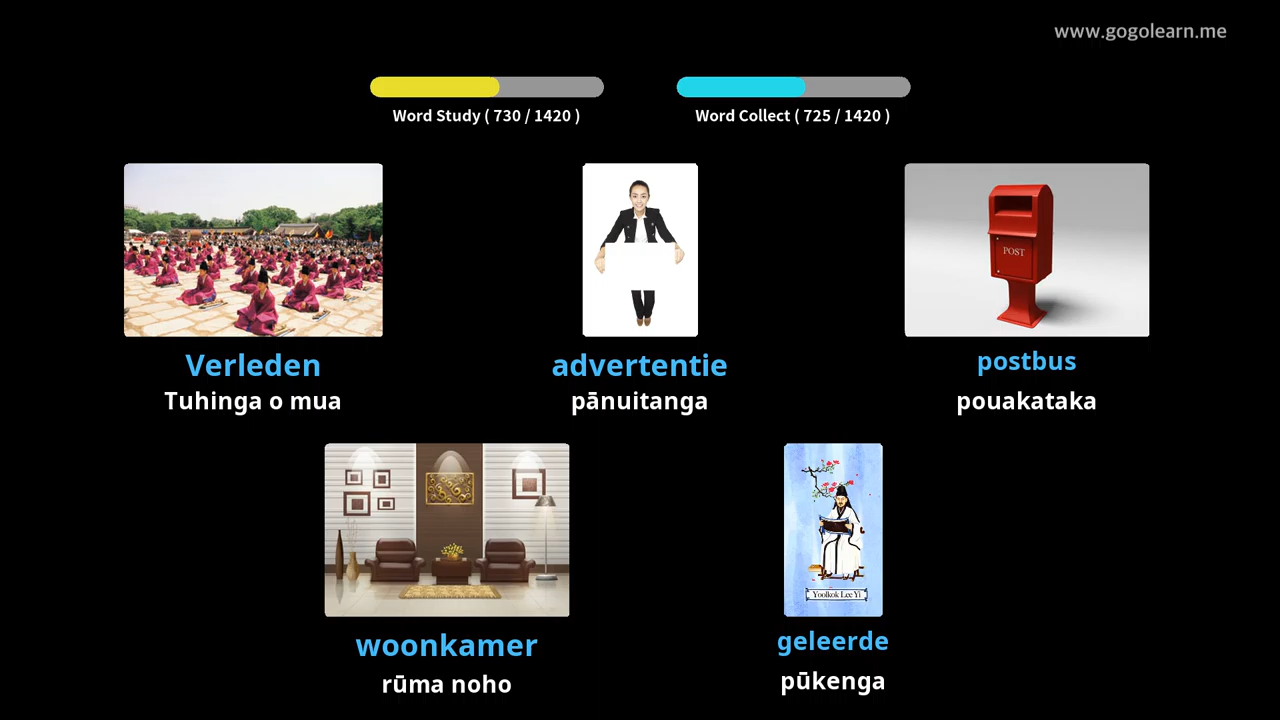 www.gogolearn.me
Word Study ( 730 / 1420 )
Word Collect ( 725 / 1420 )
POST
Verleden
Tuhinga o mua
advertentie
pānuitanga
postbus
pouakataka
Yoolkok Lee Yi
woonkamer
rūma noho
geleerde
pūkenga